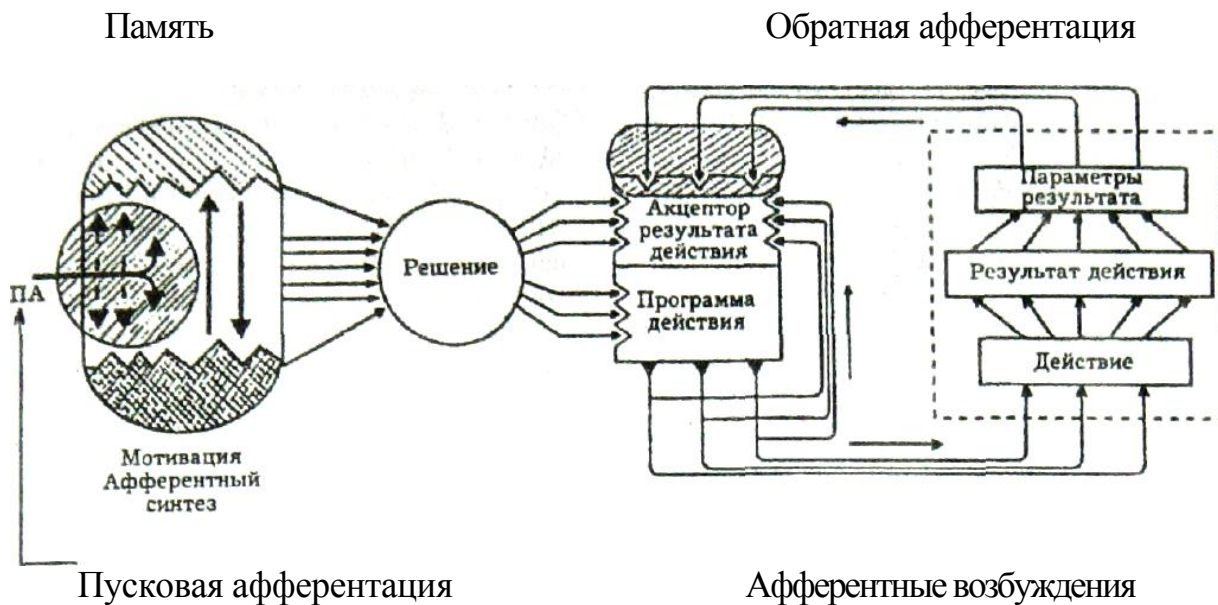 Память
Обратная афферентация
Параметры
результата
Акцептор
результата
действия
Решение
Результат действия
ПА
Программа
действия
Действие
Мотивация
Афферентный
синтез
Пусковая афферентация
Афферентные возбуждения